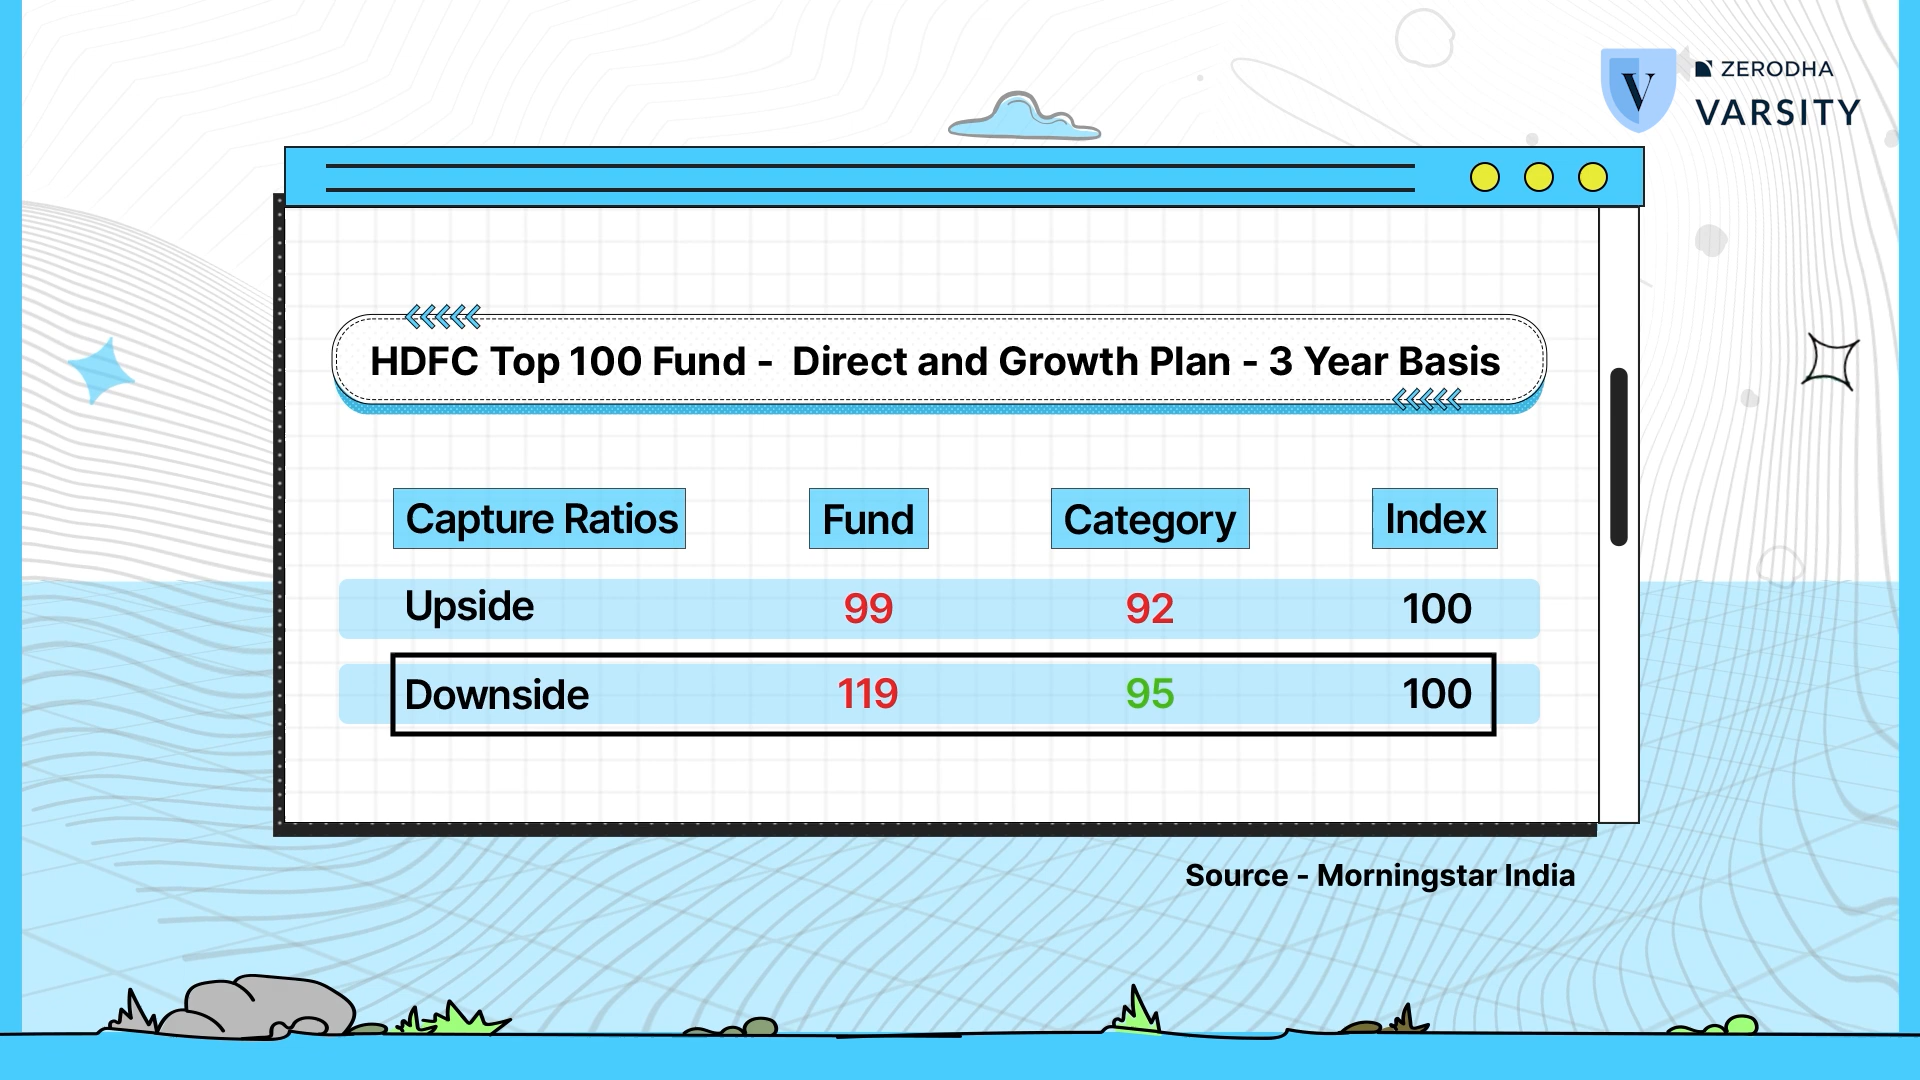 V
ZERODHA
VARSITY
HDFC Top 100 Fund - Direct and Growth Plan - 3 Year Basis
Capture Ratios Fund Category Index
Upside 99 92 100
Downside 119 95 100
Source - Morningstar India